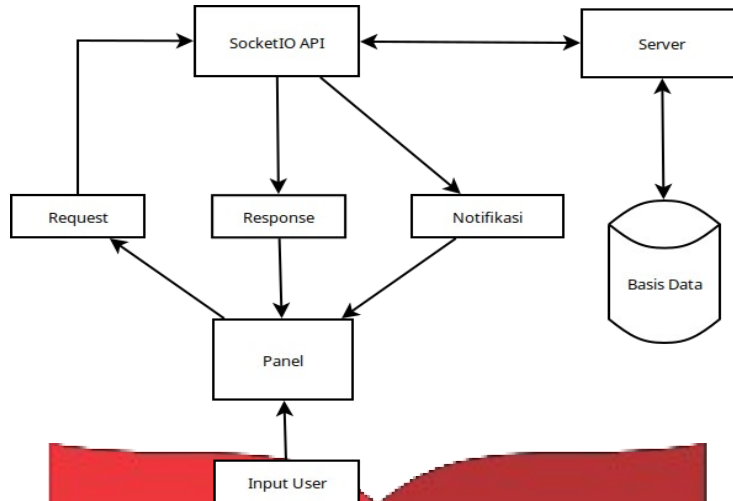 SocketIO API
Server
Request
Response
Notifikasi
Basis Data
Panel
Input User